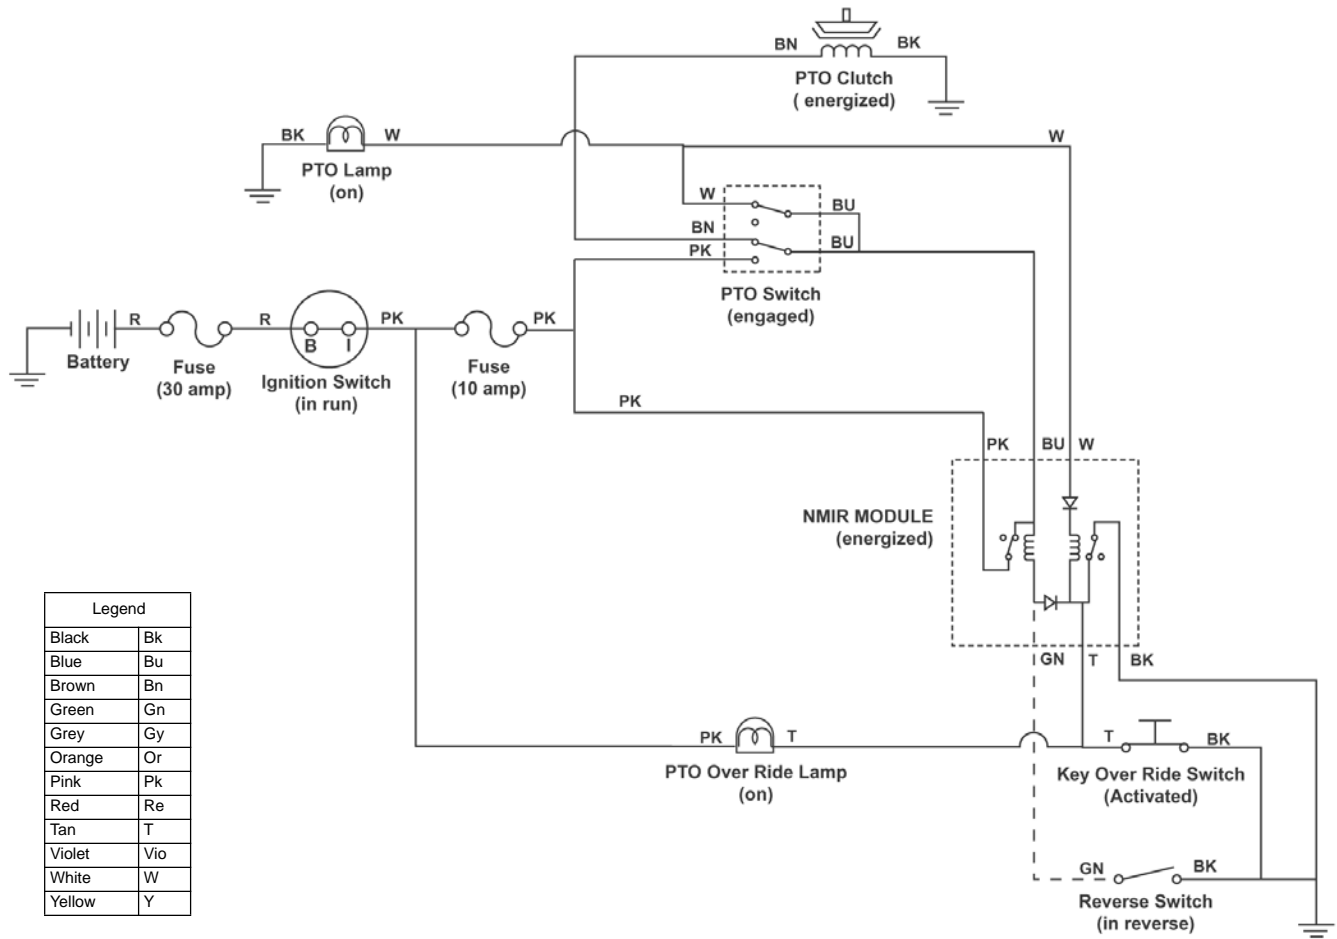 BN
BK
PTO Clutch
( energized)
BK
W
W
PTO Lamp
(on)
W
BU
BN
BU
PK
PTO Switch
(engaged)
R
R
PK
PK
B
I
Battery
Fuse
(30 amp)
Ignition Switch
(in run)
Fuse
(10 amp)
PK
PK
BU
W
NMIR MODULE
(energized)
GN
T
BK
Legend
Black Bk
Blue Bu
Brown Bn
Green Gn
Grey Gy
Orange Or
Pink Pk
Red Re
Tan T
Violet Vio
White W
Yellow Y
PK
T
PTO Over Ride Lamp
(on)
T
BK
Key Over Ride Switch
(Activated)
GN
BK
Reverse Switch
(in reverse)